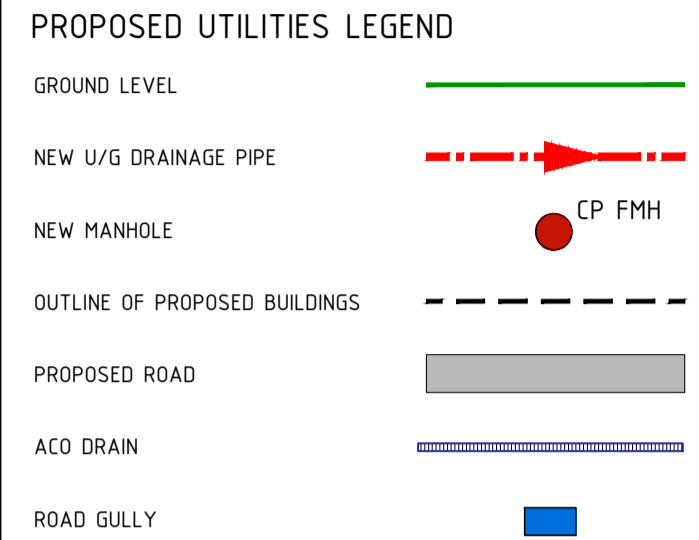 PROPOSED UTILITIES LEGEND
GROUND LEVEL
NEW U/G DRAINAGE PIPE
CP FMH
NEW MANHOLE
OUTLINE OF PROPOSED BUILDINGS
PROPOSED ROAD
ACO DRAIN
ROAD GULLY